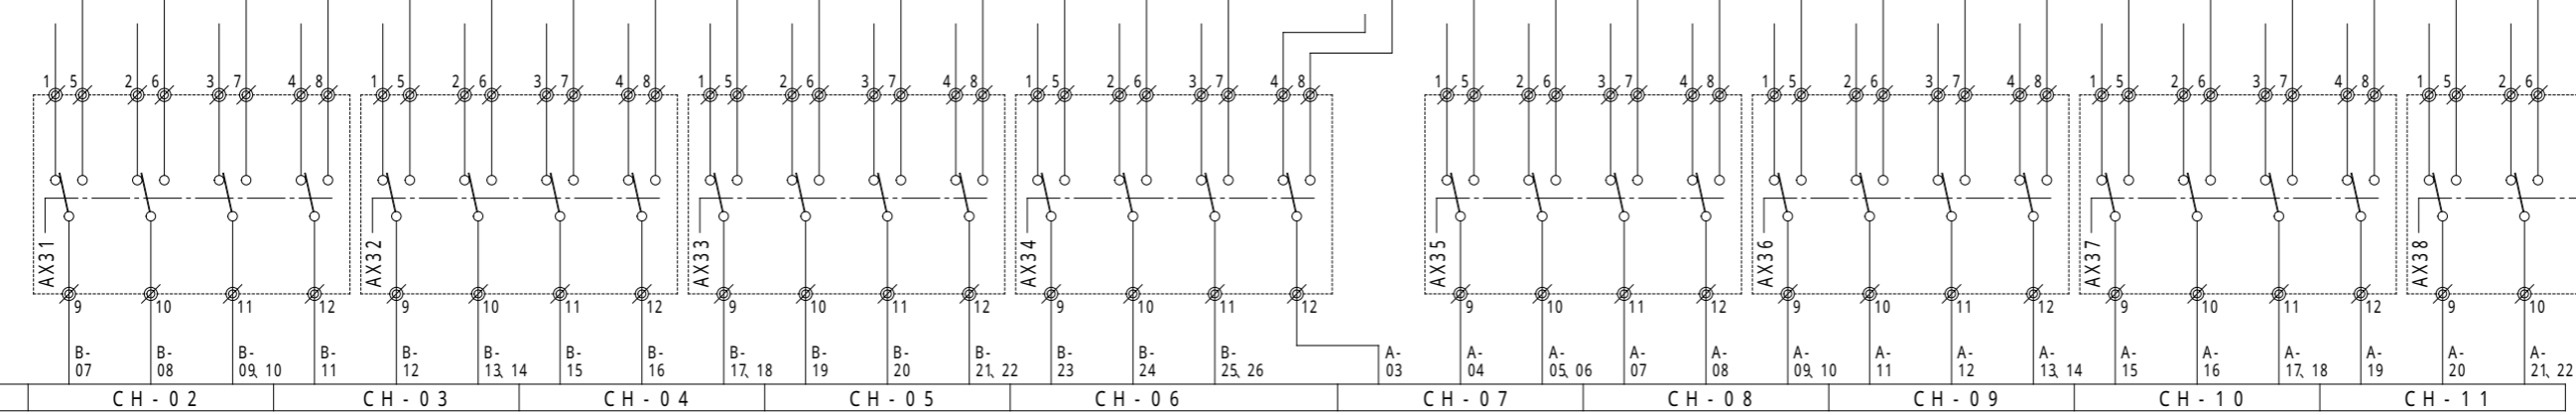 1 5 2 6 3 7 4 8 1 5 2 6 3 7 4 8 1 5 2 6 3 7 4 8 1 5 2 6 3 7 4 8 1 5 2 6 3 7 4 8 1 5 2 6 3 7 4 8 1 5 2 6 3 7 4 8 1 5 2 6
AX31 AX32 AX33 AX34 AX35 AX36 AX37 AX38
9 10 11 12 9 10 11 12 9 10 11 12 9 10 11 12 9 10 11 12 9 10 11 12 9 10 11 12 9 10
B- B- B- B- B- B- B- B- B- B- B- B- B- B- B- A- A- A- A- A- A- A- A- A- A- A- A- A- A- A-
07 08 09, 10 11 12 13, 14 15 16 17, 18 19 20 21, 22 23 24 25, 26 03 04 05, 06 07 08 09, 10 11 12 13, 14 15 16 17, 18 19 20 21, 22
CH-02 CH-03 CH-04 CH-05 CH-06 CH-07 CH-08 CH-09 CH-10 CH-11